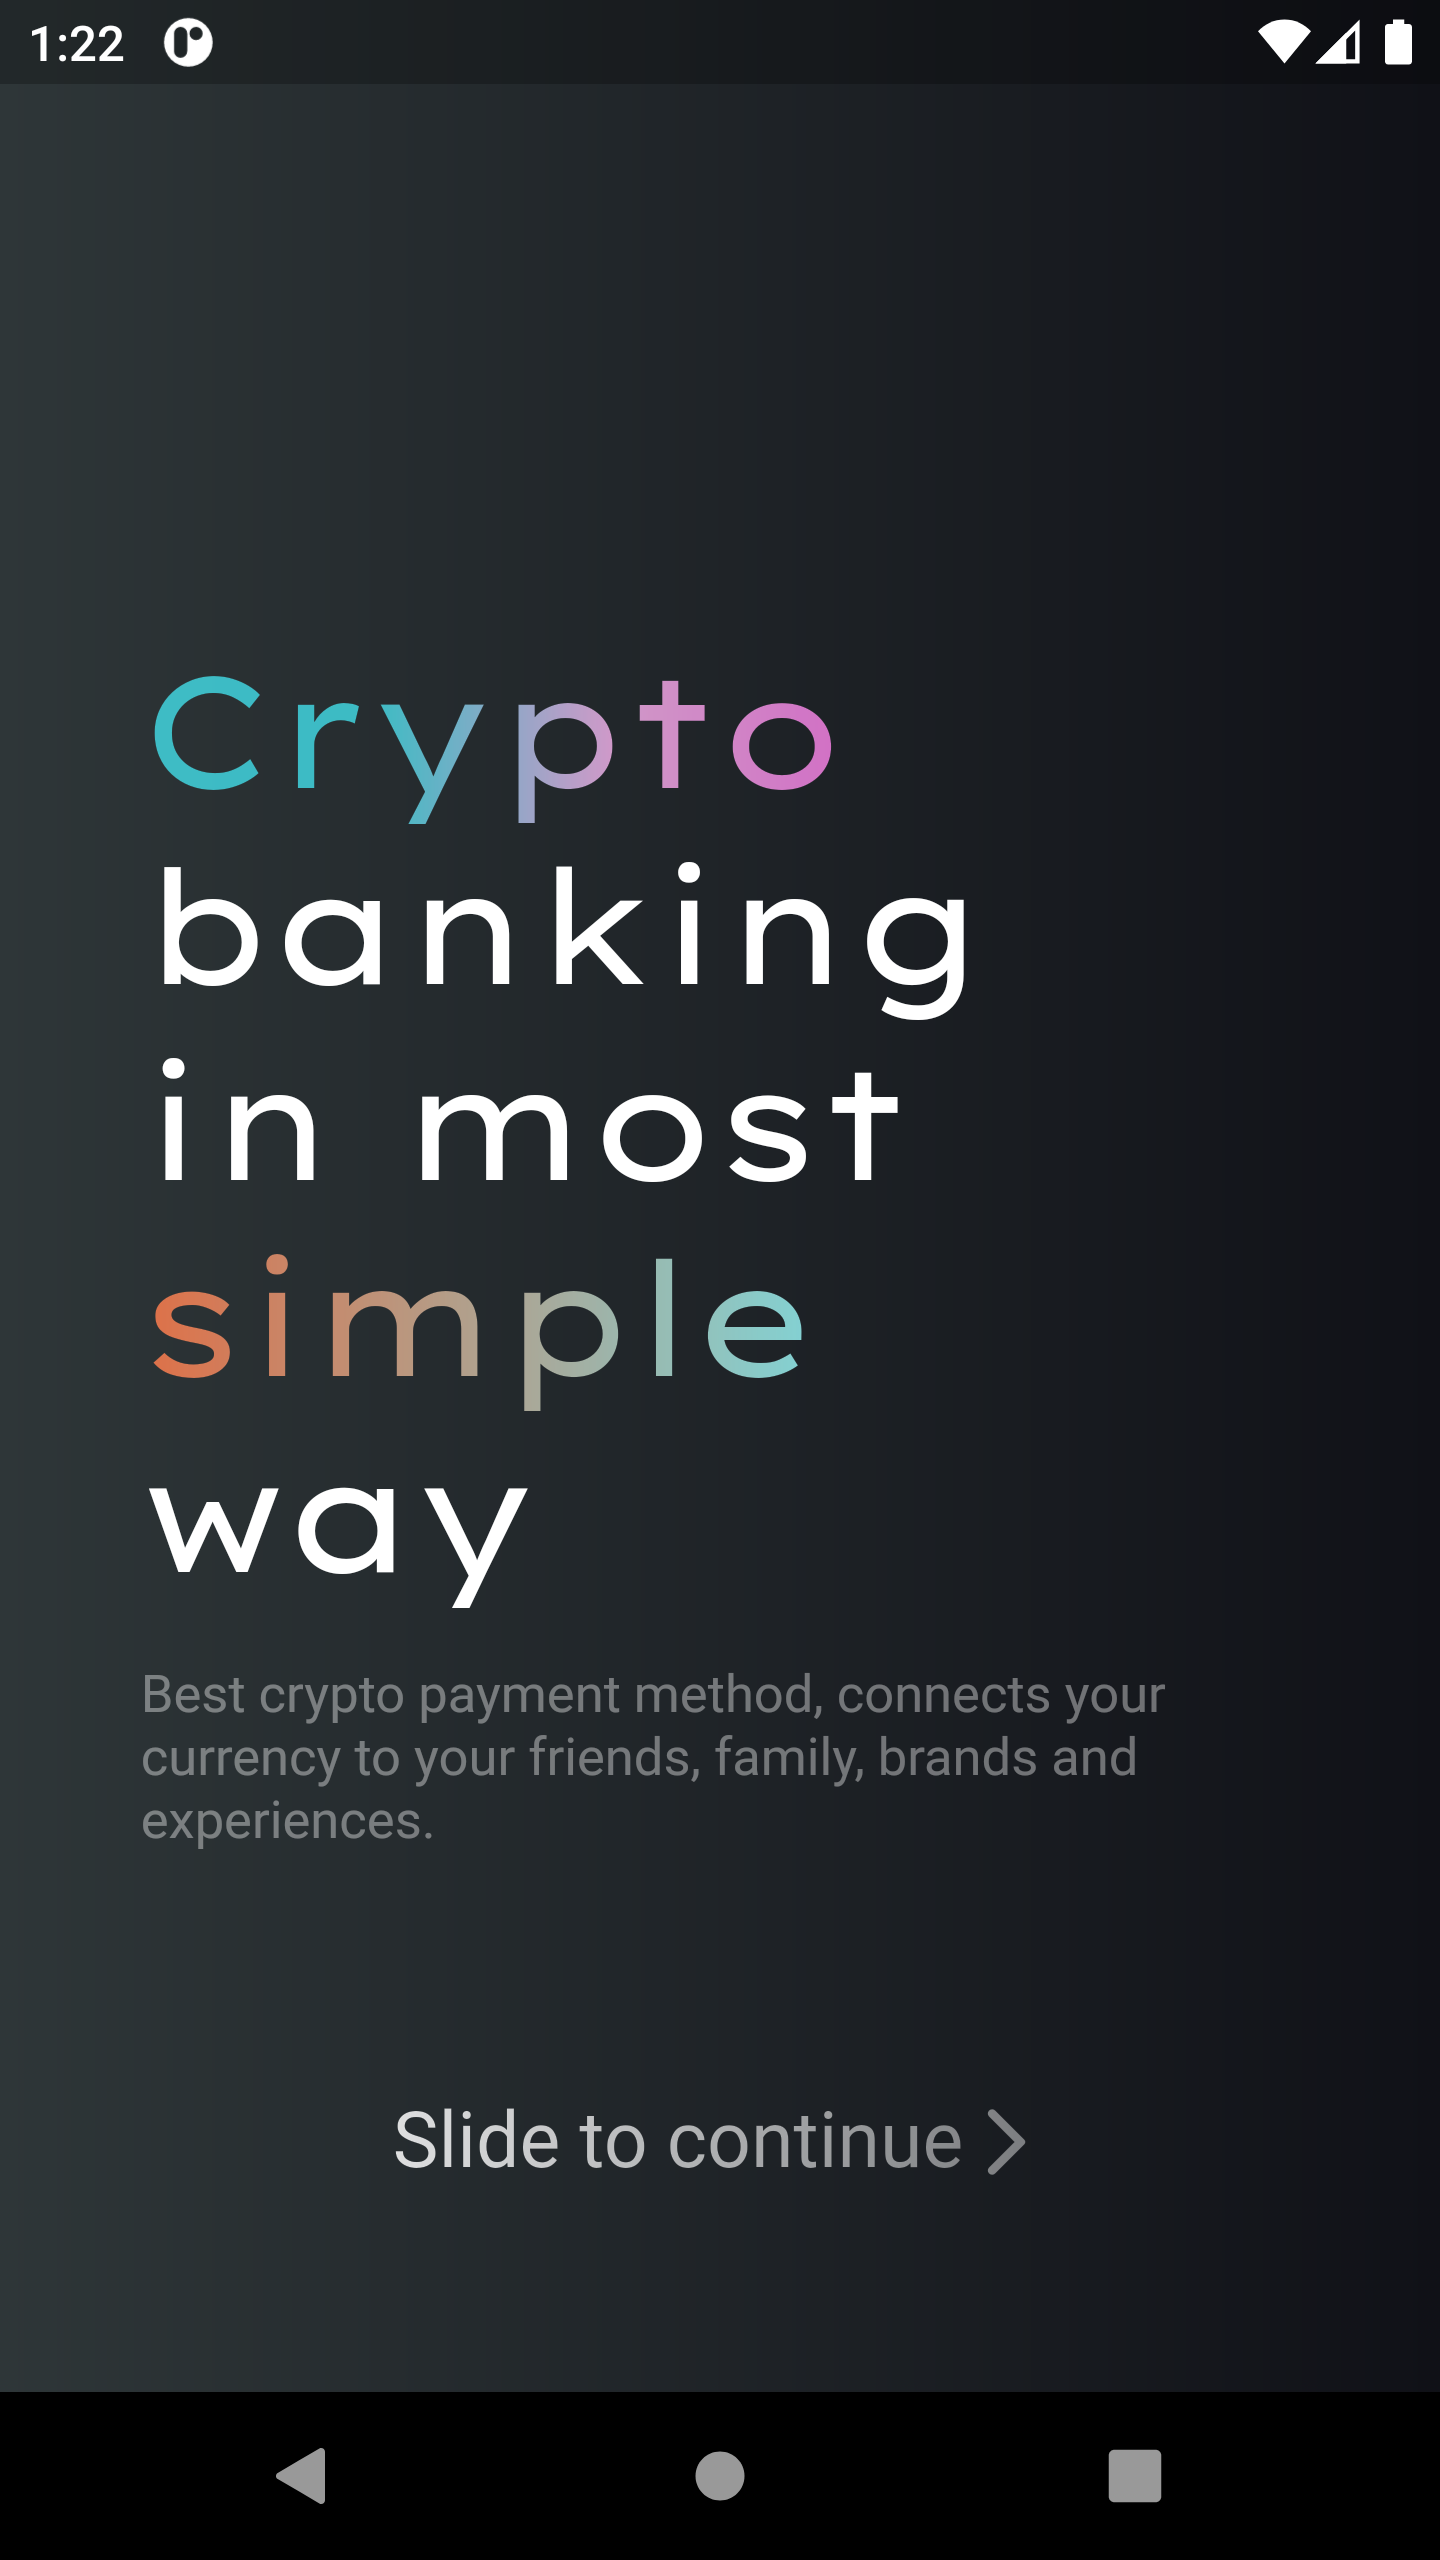 1:22
Crypto
banking
in most
simple
way
Best crypto payment method, connects your
currency to your friends, family, brands and
experiences.
Slide to continue